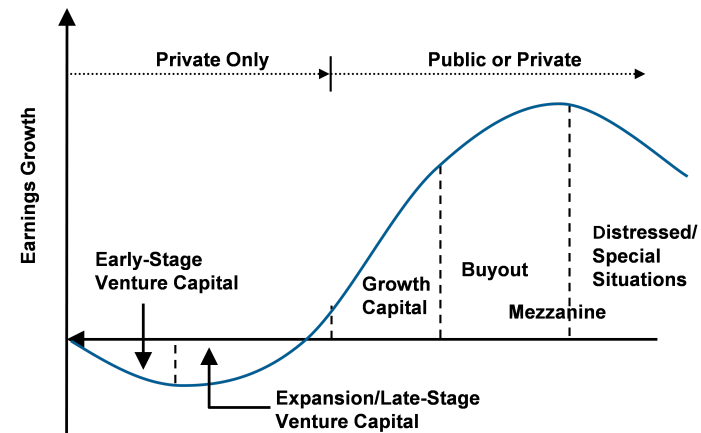 Private Only
Public or Private
Earnings Growth
Early-Stage
Venture Capital
Growth
Capital
Buyout
Mezzanine
Distressed/
Special
Situations
Expansion/Late-Stage
Venture Capital